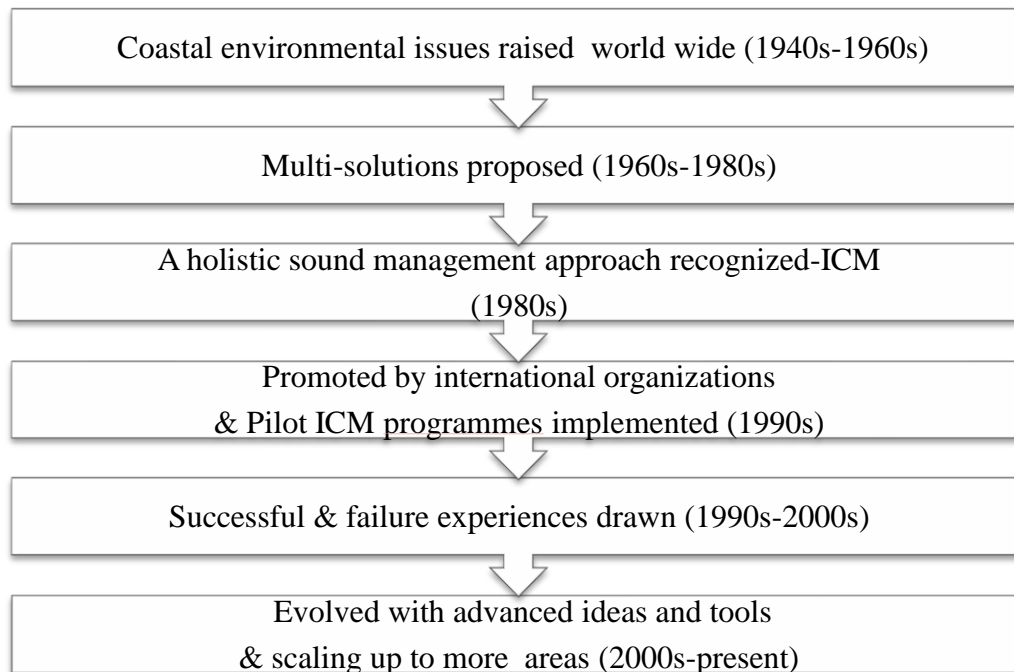 Coastal environmental issues raised  world wide (1940s-1960s)
Multi-solutions proposed (1960s-1980s)
A holistic sound management approach recognized-ICM
(1980s)
Promoted by international organizations
& Pilot ICM programmes implemented (1990s)
Successful & failure experiences drawn (1990s-2000s)
Evolved with advanced ideas and tools
& scaling up to more  areas (2000s-present)